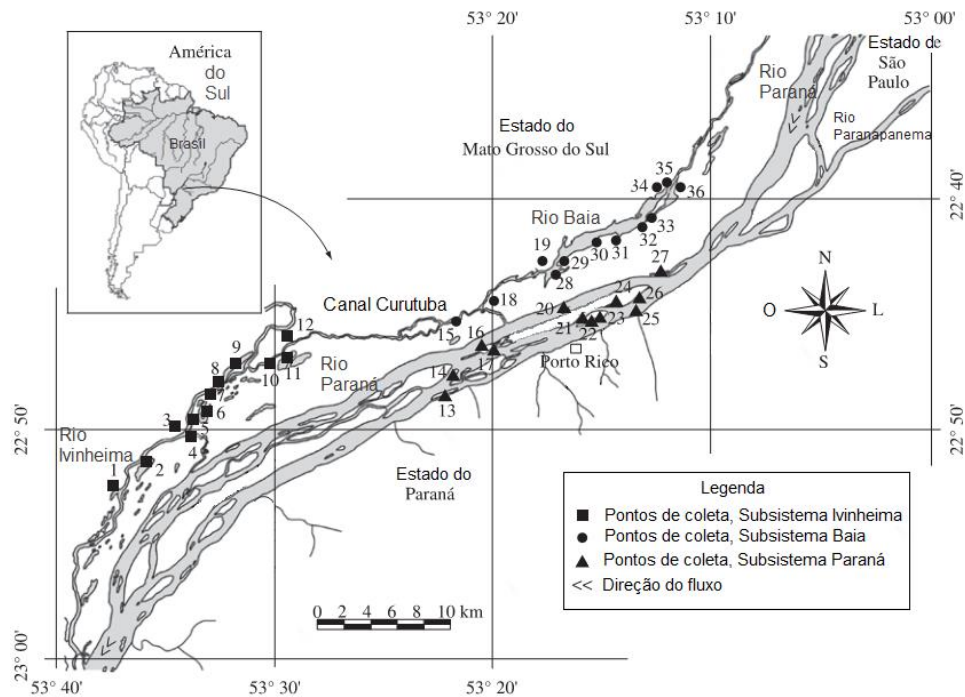 53° 20'
53° 10'
53° 00'
América
do
Sul
Brasil
Rio
Paraná
Estado de
São
Paulo
Rio
Paranapanema
Estado do
Mato Grosso do Sul
35
34
36
22° 40'
Rio Baia
33
32
31
30
19
29
28
27
N
O
L
S
Canal Curutuba
18
15
20
24
26
21
22
23
25
16
17
Porto Rico
12
9
10
11
Rio
Paraná
8
7
14
13
6
3
5
4
22° 50'
Rio
Ivinheima
1
2
Estado do
Paraná
Legenda
Pontos de coleta, Subsistema Ivinheima
Pontos de coleta, Subsistema Baia
Pontos de coleta, Subsistema Paraná
<< Direção do fluxo
0 2 4 6 8 10 km
23° 00'
53° 40'
53° 30'
53° 20'
53° 10'